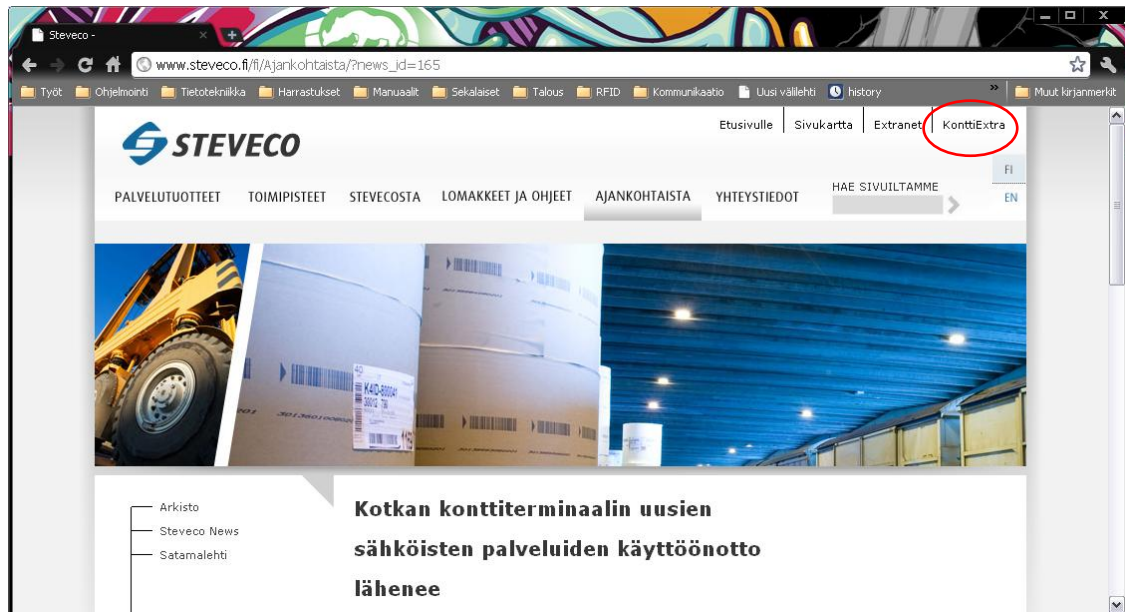 Steveco -
www.steveco.fi/fi/Ajankohtaista/?news_id=165
Työt Ohjelmointi Tietotekniikka Harrastukset Manuaalit Sekalaiset Talous RFID Kommunikaatio Uusi välilehti history » Muut kirjanmerkit
Etusivulle Sivukartta Extranet KonttiExtra
STEVECO
FI
HAE SIVUILTAMME
PALVELUTUOTTEET TOIMIPISTEET STEVECOSTA LOMAKKEET JA OHJEET AJANKOHTAISTA YHTEYSTIEDOT
EN
Arkisto
Steveco News
Satamalehti
Kotkan konttiterminaalin uusien
sähköisten palveluiden käyttöönotto
lähenee